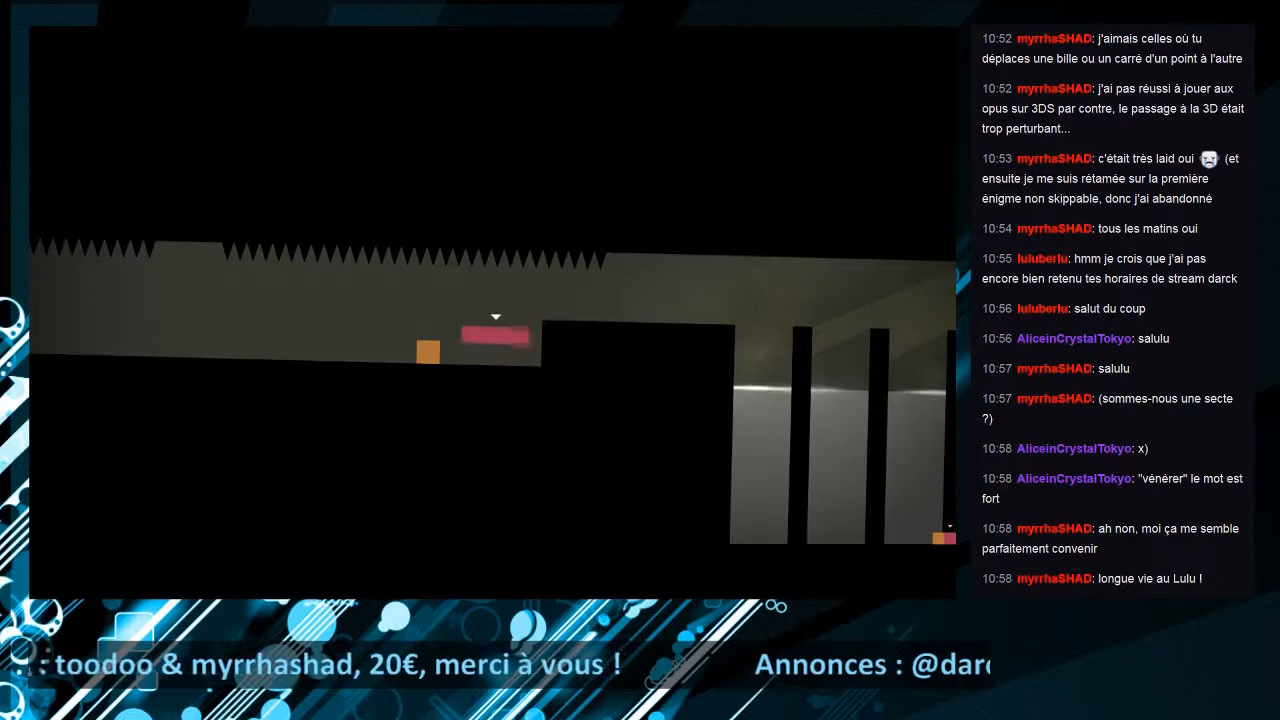 10:52 myrrhaSHAD: j'aimais celles où tu
déplaces une bille ou un carré d'un point à l'autre
10:52 myrrhaSHAD: j'ai pas réussi à jouer aux
opus sur 3DS par contre, le passage à la 3D était
trop perturbant...
10:53 myrrhaSHAD: c'était très laid oui (et
ensuite je me suis rétamée sur la première
énigme non skippable, donc j'ai abandonné
10:54 myrrhaSHAD: tous les matins oui
10:55 luluberlu: hmm je crois que j'ai pas
encore bien retenu tes horaires de stream darck
10:56 luluberlu: salut du coup
10:56 AliceinCrystalTokyo: salulu
10:57 myrrhaSHAD: salulu
10:57 myrrhaSHAD: (sommes-nous une secte
?)
10:58 AliceinCrystalTokyo: x)
10:58 AliceinCrystalTokyo: "vénérer" le mot est
fort
10:58 myrrhaSHAD: ah non, moi ça me semble
parfaitement convenir
10:58 myrrhaSHAD: longue vie au Lulu !
: toodoo & myrrhashad, 20€, merci à vous ! Annonces : @darc